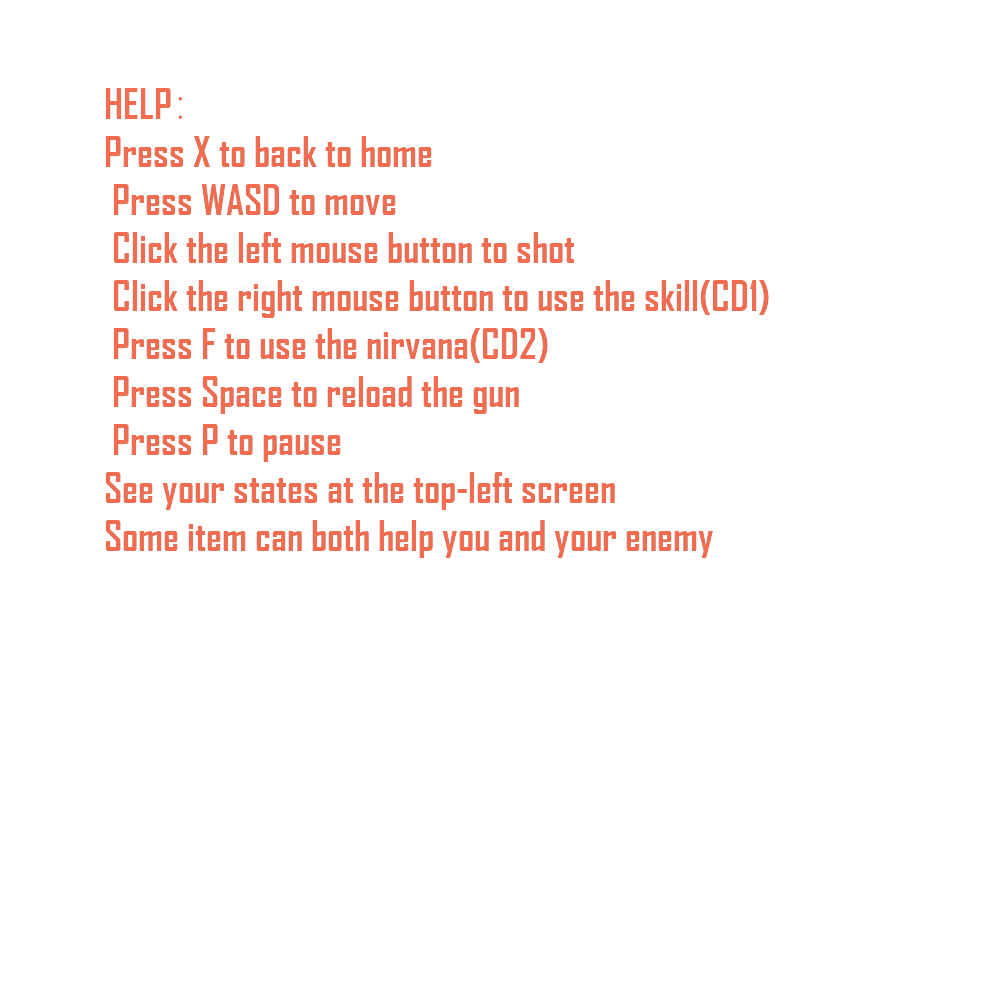 HELP：
Press X to back to home
Press WASD to move
Click the left mouse button to shot
Click the right mouse button to use the skill(CD1)
Press F to use the nirvana(CD2)
Press Space to reload the gun
Press P to pause
See your states at the top-left screen
Some item can both help you and your enemy